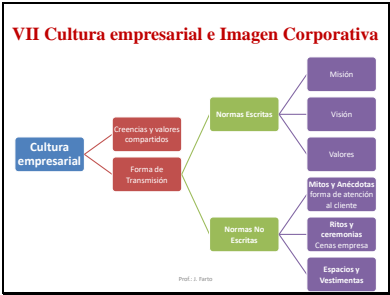 VII Cultura empresarial e Imagen Corporativa
Cultura
empresarial
Creencias y valores
compartidos
Forma de
Transmisión
Normas Escritas
Normas No
Escritas
Misión
Visión
Valores
Mitos y Anécdotas
forma de atención
al cliente
Ritos y
ceremonias
Cenas empresa
Espacios y
Vestimentas
Prof.: J. Farto